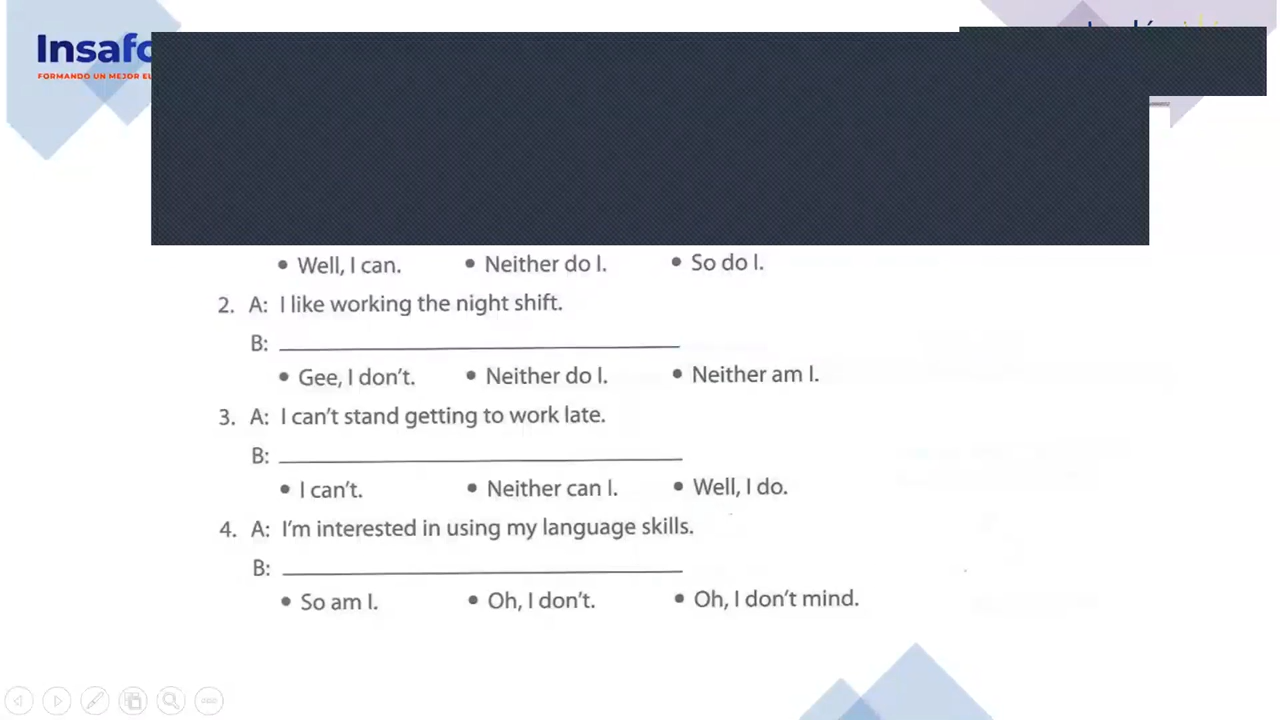 Insafo
FORMANDO UN MEJOR EL
• Well, I can. • Neither do I. • So do I.
2. A: I like working the night shift.
B:
• Gee, I don't. • Neither do I. • Neither am I.
3. A: I can't stand getting to work late.
B:
• I can't. • Neither can I. • Well, I do.
4. A: I'm interested in using my language skills.
B:
• So am I. • Oh, I don't. • Oh, I don't mind.